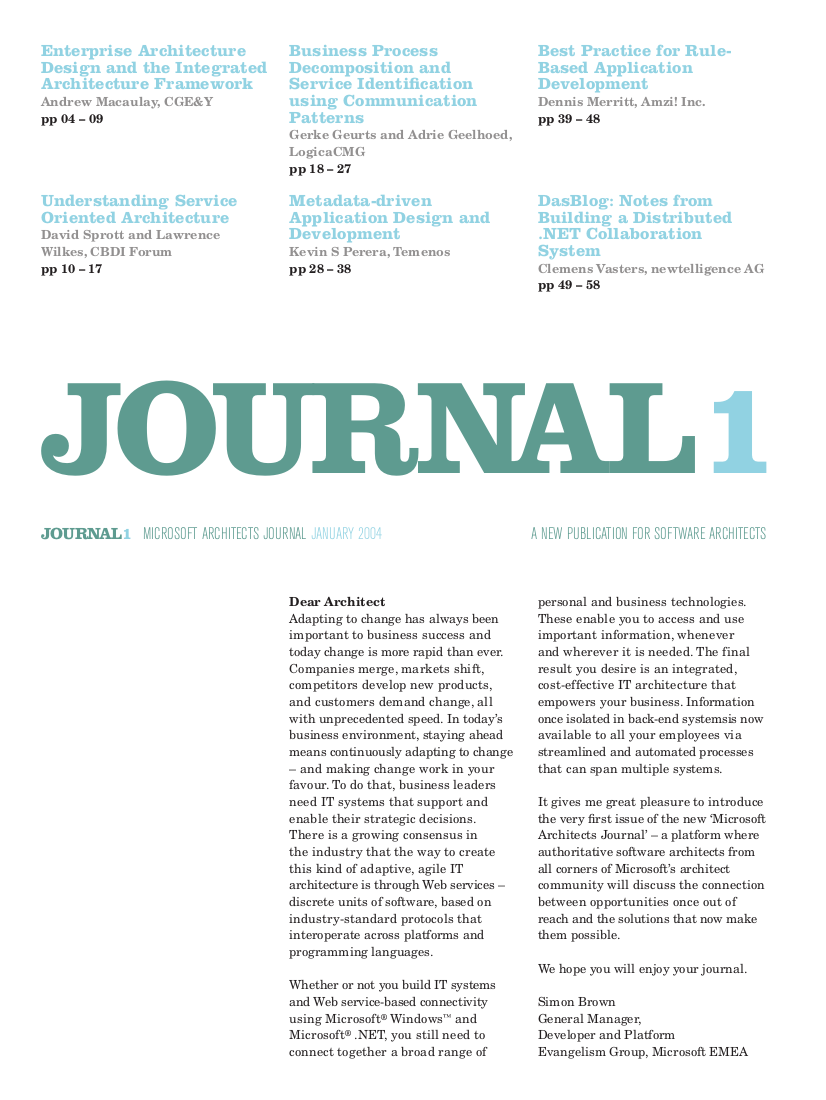 Enterprise Architecture
Design and the Integrated
Architecture Framework
Andrew Macaulay, CGE&Y
pp 04 – 09
Business Process
Decomposition and
Service Identification
using Communication
Patterns
Gerke Geurts and Adrie Geelhoed,
LogicaCMG
pp 18 – 27
Best Practice for Rule-
Based Application
Development
Dennis Merritt, Amzi! Inc.
pp 39 – 48
Understanding Service
Oriented Architecture
David Sprott and Lawrence
Wilkes, CBDI Forum
pp 10 – 17
Metadata-driven
Application Design and
Development
Kevin S Perera, Temenos
pp 28 – 38
DasBlog: Notes from
Building a Distributed
.NET Collaboration
System
Clemens Vasters, newtelligence AG
pp 49 – 58
JOURNAL 1
JOURNAL1 MICROSOFT ARCHITECTS JOURNAL JANUARY 2004
A NEW PUBLICATION FOR SOFTWARE ARCHITECTS
Dear Architect
Adapting to change has always been
important to business success and
today change is more rapid than ever.
Companies merge, markets shift,
competitors develop new products,
and customers demand change, all
with unprecedented speed. In today's
business environment, staying ahead
means continuously adapting to change
– and making change work in your
favour. To do that, business leaders
need IT systems that support and
enable their strategic decisions.
There is a growing consensus in
the industry that the way to create
this kind of adaptive, agile IT
architecture is through Web services –
discrete units of software, based on
industry-standard protocols that
interoperate across platforms and
programming languages.
Whether or not you build IT systems
and Web service-based connectivity
using Microsoft® Windows™ and
Microsoft® .NET, you still need to
connect together a broad range of
personal and business technologies.
These enable you to access and use
important information, whenever
and wherever it is needed. The final
result you desire is an integrated,
cost-effective IT architecture that
empowers your business. Information
once isolated in back-end systemsis now
available to all your employees via
streamlined and automated processes
that can span multiple systems.
It gives me great pleasure to introduce
the very first issue of the new ‘Microsoft
Architects Journal’ – a platform where
authoritative software architects from
all corners of Microsoft's architect
community will discuss the connection
between opportunities once out of
reach and the solutions that now make
them possible.
We hope you will enjoy your journal.
Simon Brown
General Manager,
Developer and Platform
Evangelism Group, Microsoft EMEA